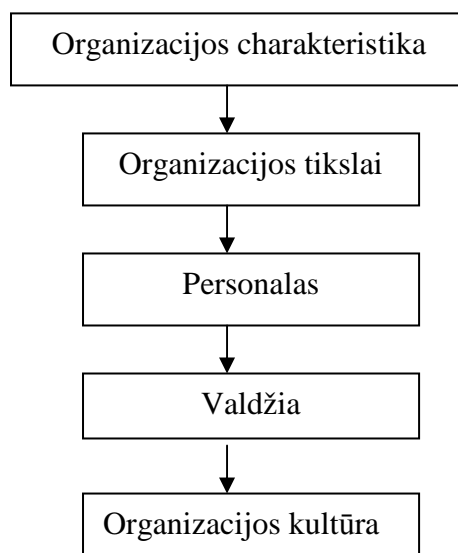 Organizacijos charakteristika
Organizacijos tikslai
Personalas
Valdžia
Organizacijos kultūra